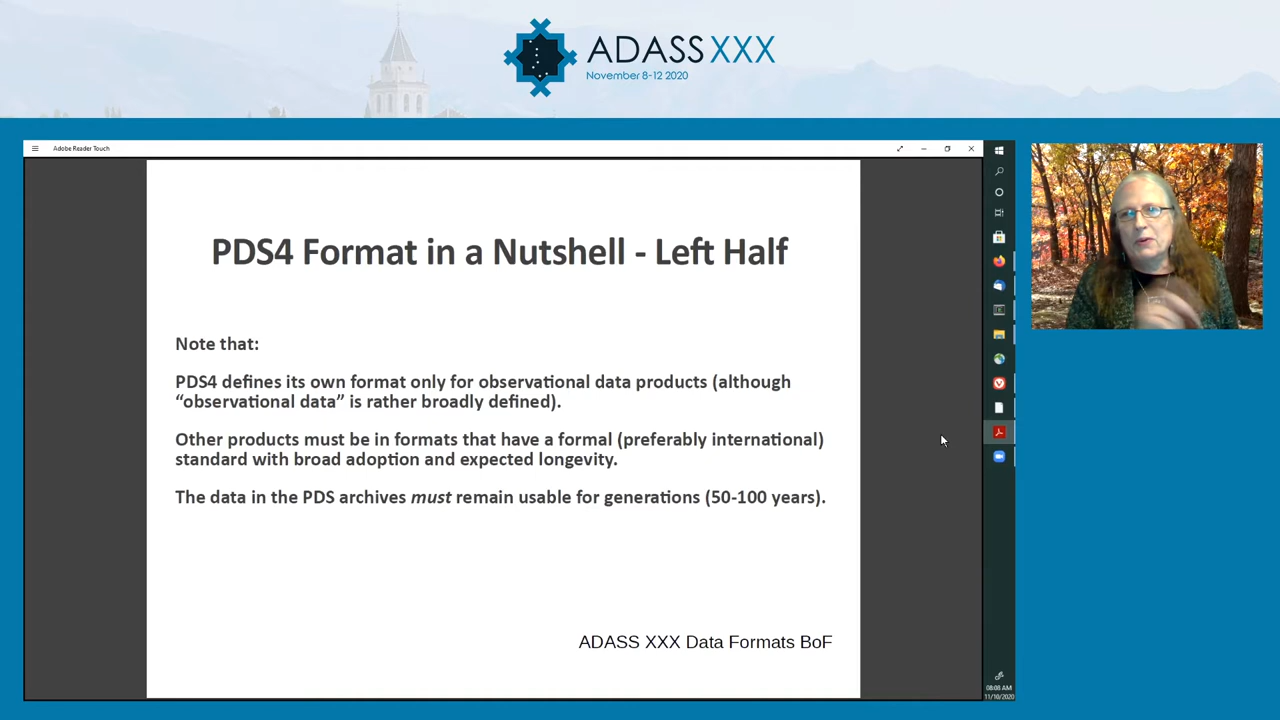 ADASS XXX
November 8-12 2020
Adobe Reader Touch
PDS4 Format in a Nutshell - Left Half
Note that:
PDS4 defines its own format only for observational data products (although
“observational data” is rather broadly defined).
Other products must be in formats that have a formal (preferably international)
standard with broad adoption and expected longevity.
The data in the PDS archives must remain usable for generations (50-100 years).
ADASS XXX Data Formats BoF
08:08 AM
11/10/2020